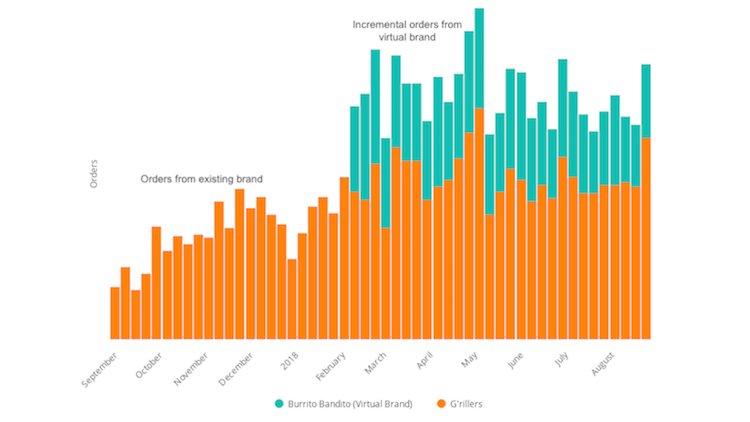 Incremental orders from
virtual brand
Orders from existing brand
Orders
September
October
November
December
2018
February
March
April
May
June
July
August
Burrito Bandito (Virtual Brand)
G'rillers